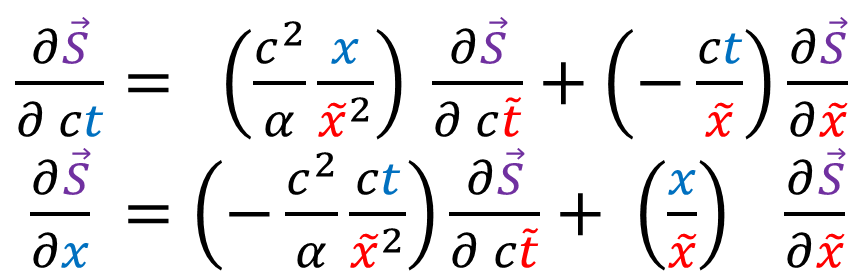 ∂S⃗/∂ ct = (c²/α x/x̃²) ∂S⃗/∂ ct̃ + (− ct/x̃) ∂S⃗/∂x̃
∂S⃗/∂x = (− c²/α ct/x̃²) ∂S⃗/∂ ct̃ + (x/x̃) ∂S⃗/∂x̃